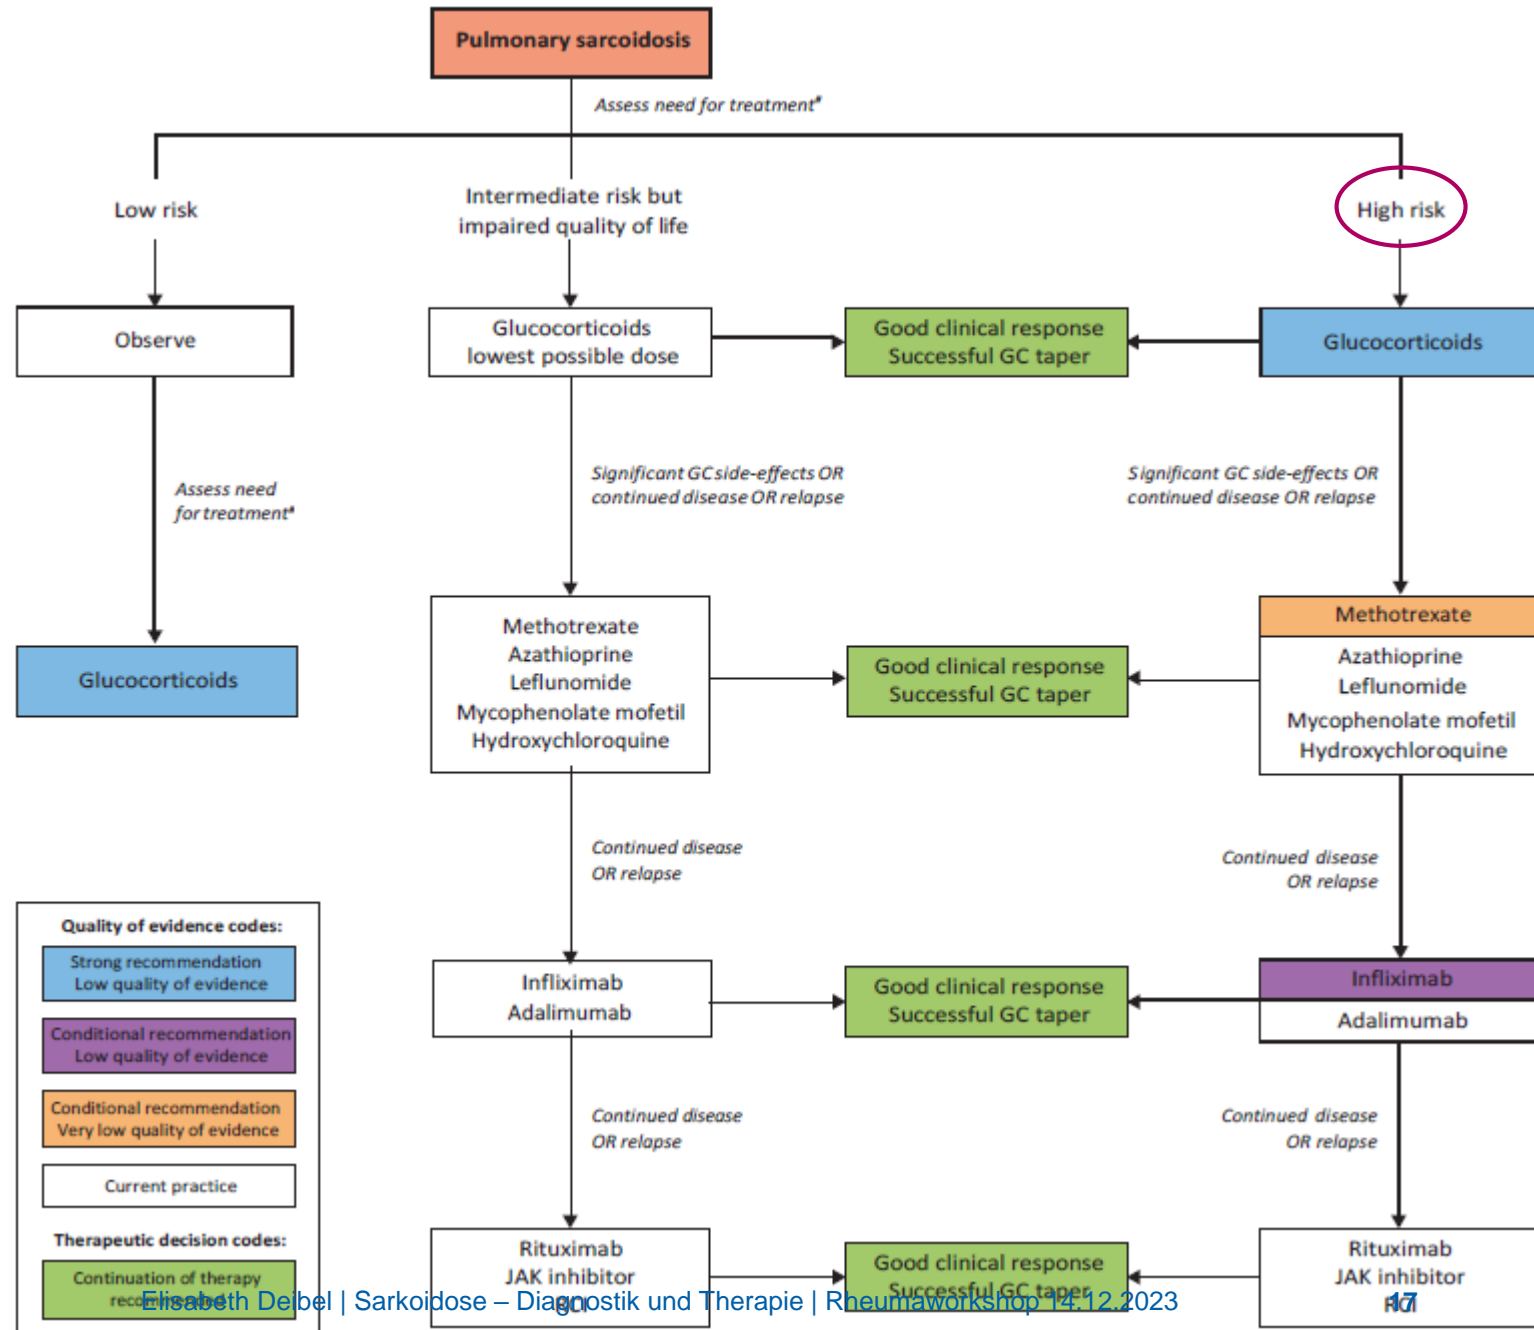 Pulmonary sarcoidosis
Assess need for treatment#
Low risk
Intermediate risk but
impaired quality of life
High risk
Observe
Glucocorticoids
lowest possible dose
Good clinical response
Successful GC taper
Glucocorticoids
Assess need
for treatment#
Significant GC side-effects OR
continued disease OR relapse
Significant GC side-effects OR
continued disease OR relapse
Glucocorticoids
Methotrexate
Azathioprine
Leflunomide
Mycophenolate mofetil
Hydroxychloroquine
Good clinical response
Successful GC taper
Methotrexate
Azathioprine
Leflunomide
Mycophenolate mofetil
Hydroxychloroquine
Continued disease
OR relapse
Continued disease
OR relapse
Infliximab
Adalimumab
Good clinical response
Successful GC taper
Infliximab
Adalimumab
Continued disease
OR relapse
Continued disease
OR relapse
Rituximab
JAK inhibitor
RCI
Good clinical response
Successful GC taper
Rituximab
JAK inhibitor
RCI
Quality of evidence codes:
Strong recommendation
Low quality of evidence
Conditional recommendation
Low quality of evidence
Conditional recommendation
Very low quality of evidence
Current practice
Therapeutic decision codes:
Continuation of therapy
recommended
Elisabeth Deibel | Sarkoidose – Diagnostik und Therapie | Rheumaworkshop 14.12.2023
17